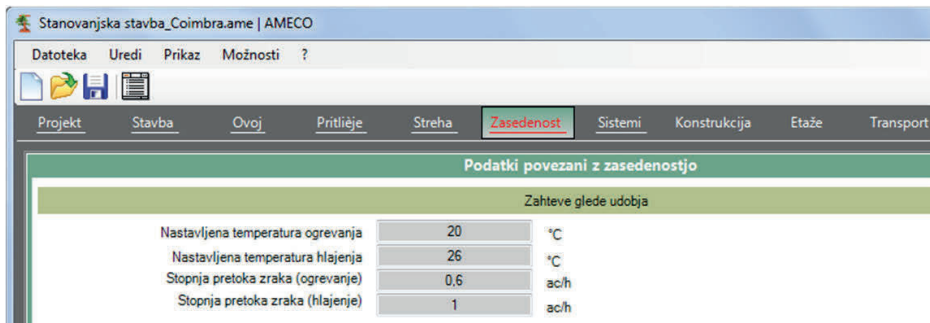 Stanovanjska stavba_Coimbra.ame | AMECO
Datoteka Uredi Prikaz Možnosti ?
Projekt Stavba Ovoj Pritlièje Streha Zasedenost Sistemi Konstrukcija Etaže Transport
Podatki povezani z zasedenostjo
Zahteve glede udobja
Nastavljena temperatura ogrevanja 20 °C
Nastavljena temperatura hlajenja 26 °C
Stopnja pretoka zraka (ogrevanje) 0,6 ac/h
Stopnja pretoka zraka (hlajenje) 1 ac/h